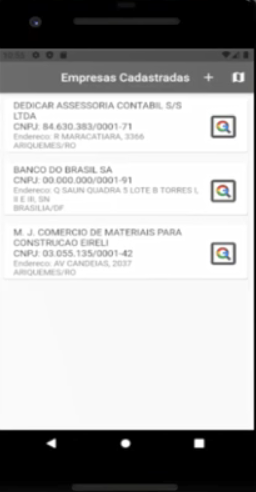 10:36
Empresas Cadastradas +
DEDICAR ASSESSORIA CONTABIL S/S
LTDA
CNPJ: 84.630.383/0001-71
Endereco: R MARACATIARA, 3366
ARIQUEMES/RO
BANCO DO BRASIL SA
CNPJ: 00.000.000/0001-91
Endereco: Q SAUN QUADRA 5 LOTE B TORRES I,
II E III, SN
BRASILIA/DF
M. J. COMERCIO DE MATERIAIS PARA
CONSTRUCAO EIRELI
CNPJ: 03.055.135/0001-42
Endereco: AV CANDEIAS, 2037
ARIQUEMES/RO